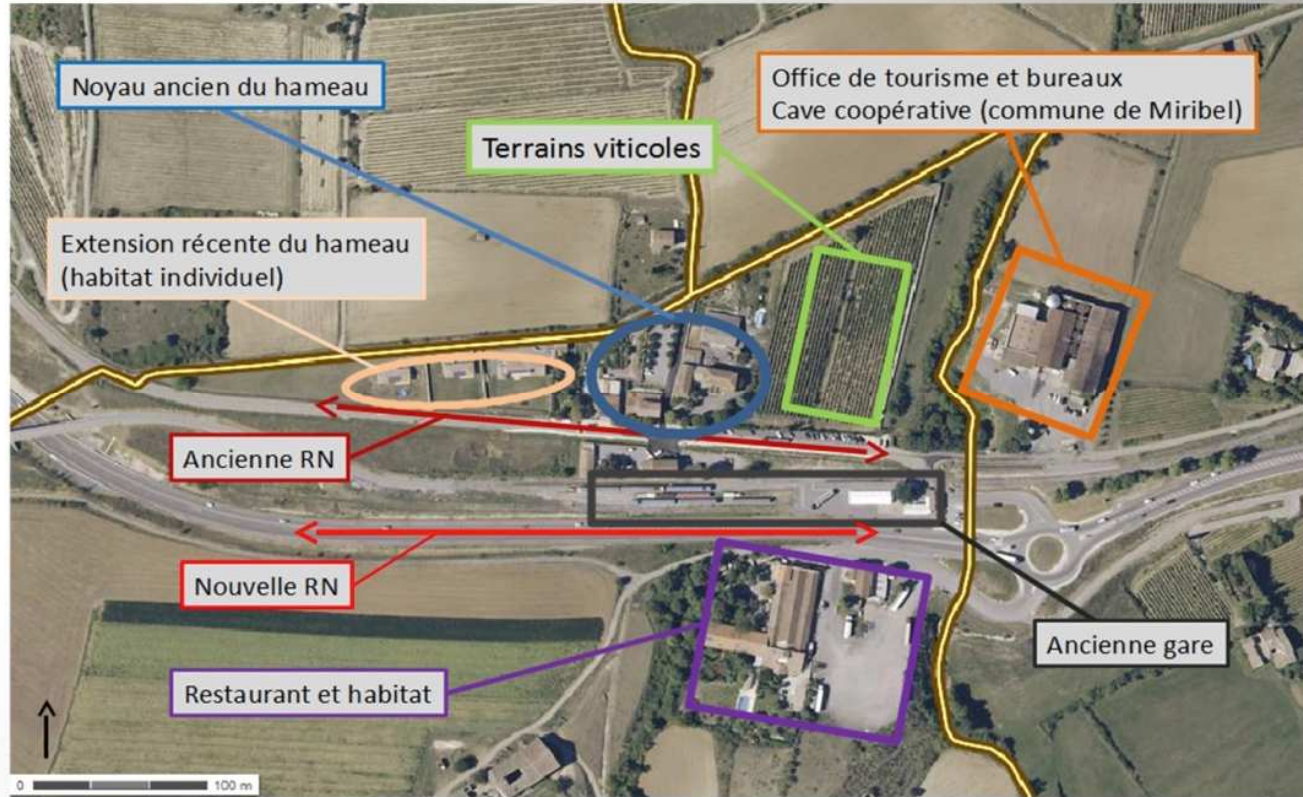 Noyau ancien du hameau
Office de tourisme et bureaux
Cave coopérative (commune de Miribel)
Terrains viticoles
Extension récente du hameau
(habitat individuel)
Ancienne RN
Nouvelle RN
Ancienne gare
Restaurant et habitat
0 100 m